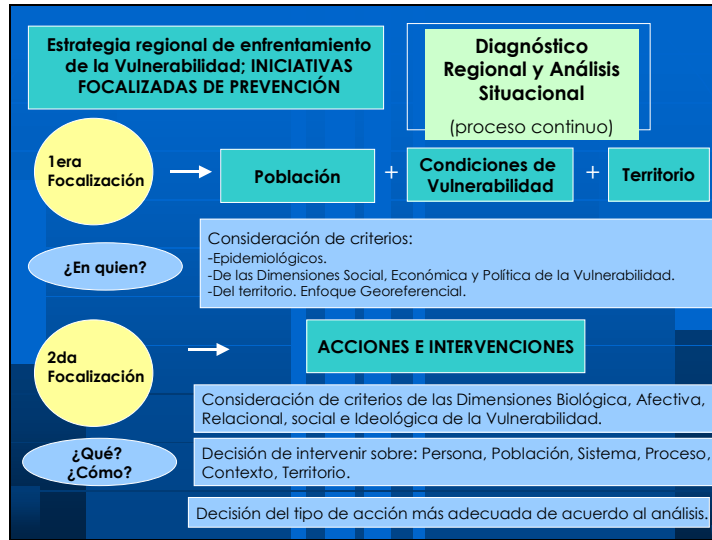 Estrategia regional de enfrentamiento
de la Vulnerabilidad; INICIATIVAS
FOCALIZADAS DE PREVENCIÓN
Diagnóstico
Regional y Análisis
Situacional
(proceso continuo)
1era
Focalización
Población
+
Condiciones de
Vulnerabilidad
+
Territorio
¿En quien?
Consideración de criterios:
-Epidemiológicos.
-De las Dimensiones Social, Económica y Política de la Vulnerabilidad.
-Del territorio. Enfoque Georeferencial.
2da
Focalización
ACCIONES E INTERVENCIONES
Consideración de criterios de las Dimensiones Biológica, Afectiva,
Relacional, social e Ideológica de la Vulnerabilidad.
¿Qué?
¿Cómo?
Decisión de intervenir sobre: Persona, Población, Sistema, Proceso,
Contexto, Territorio.
Decisión del tipo de acción más adecuada de acuerdo al análisis.